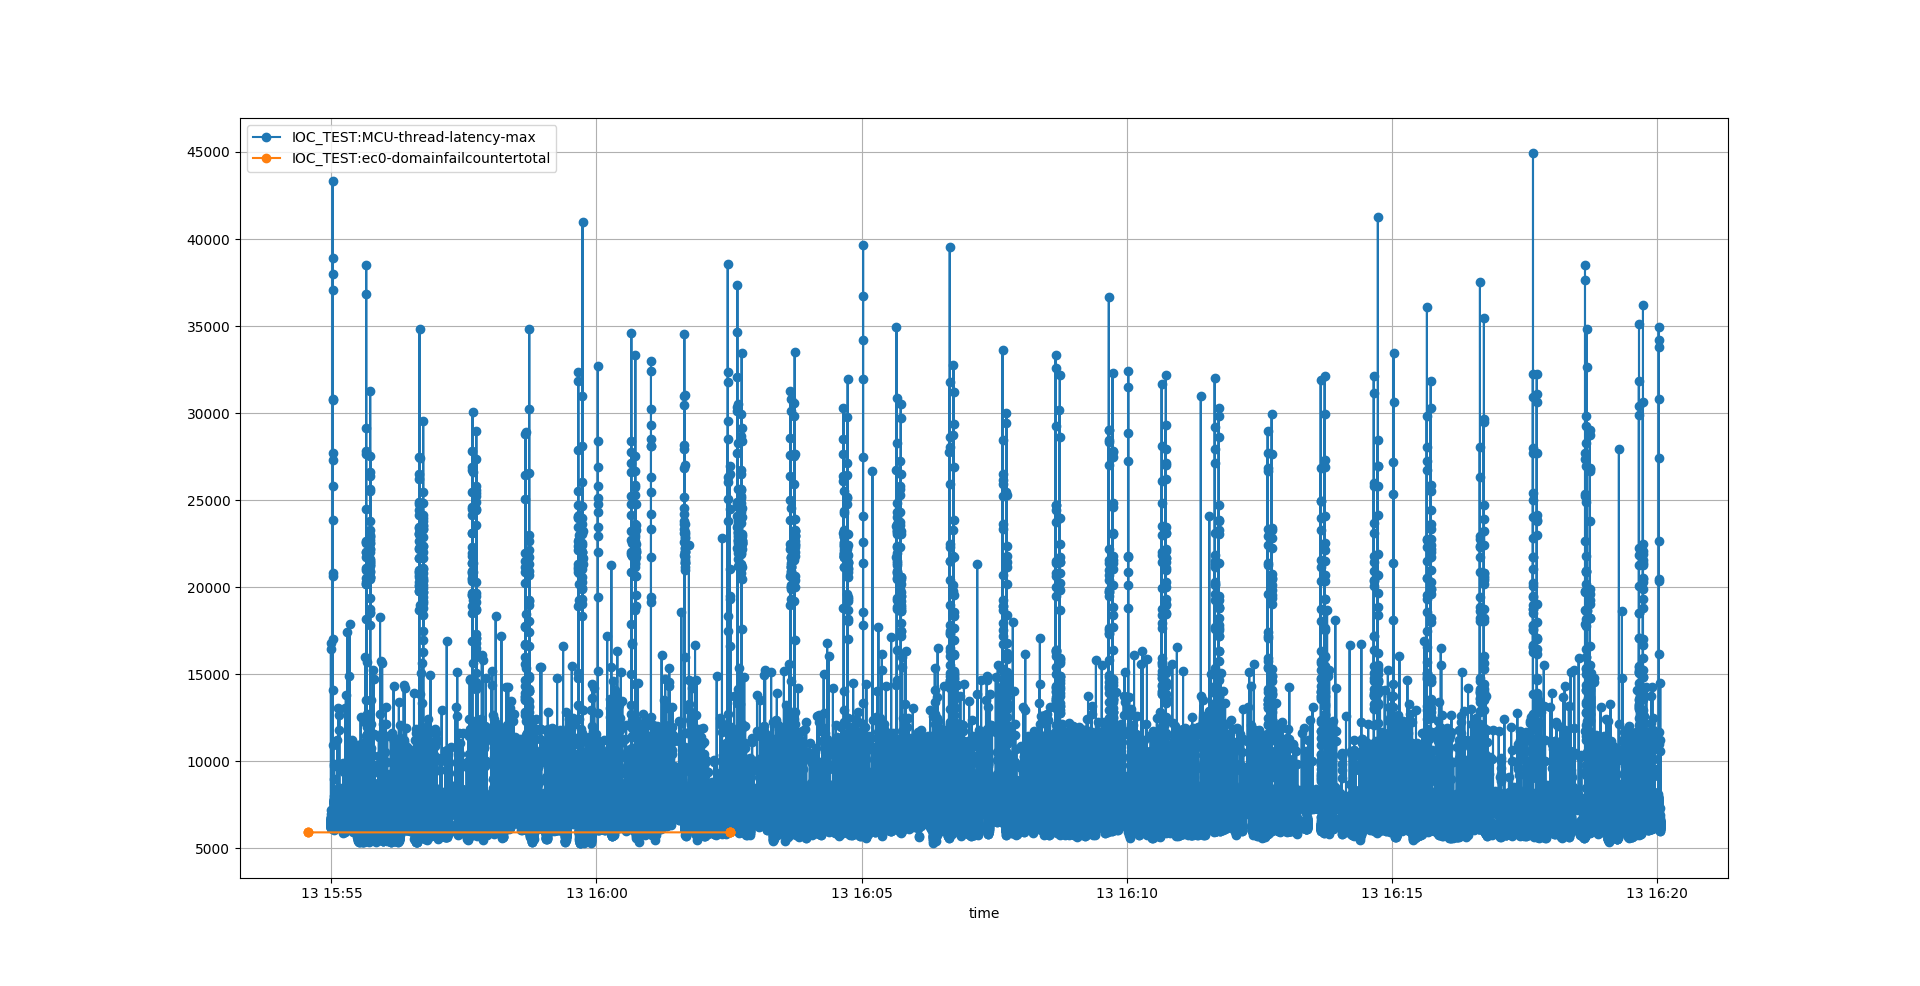 IOC_TEST:MCU-thread-latency-max
IOC_TEST:ec0-domainfailcountertotal
45000
40000
35000
30000
25000
20000
15000
10000
5000
13 15:55 13 16:00 13 16:05 13 16:10 13 16:15 13 16:20
time